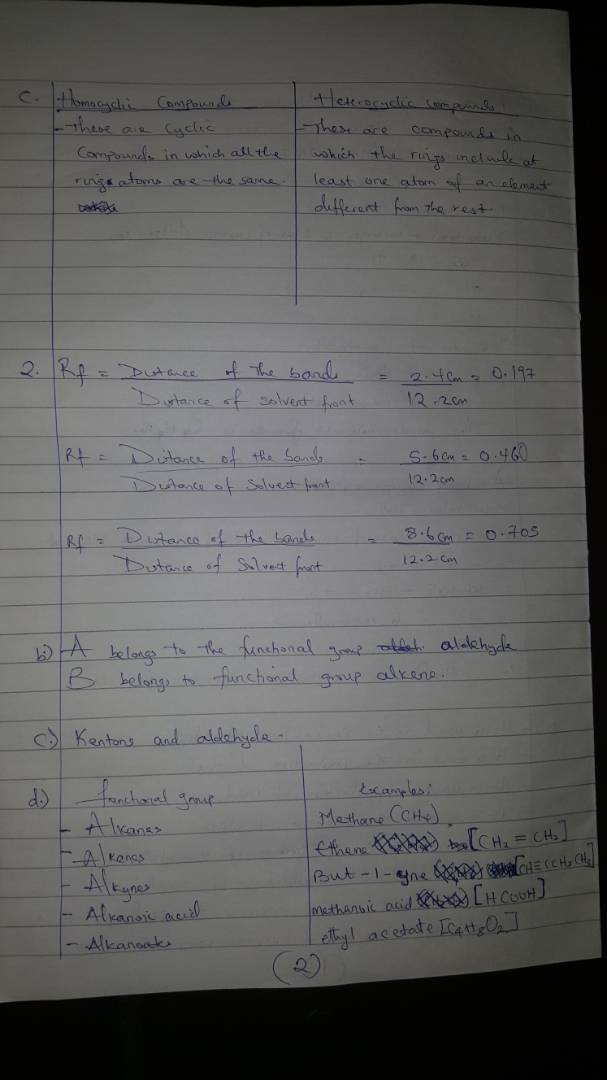 C. Homocyclic Compounds
- These are cyclic
Compounds in which all the
rings atoms are the same.
Heterocyclic compounds
- These are compounds in
which the rings include at
least one atom of an element
different from the rest.
2. Rf = Distance of the bands / Distance of solvent front = 2.4cm / 12.2cm = 0.197
Rf = Distance of the bands / Distance of Solvent front = 5.6cm / 12.2cm = 0.460
Rf = Distance of the bands / Distance of Solvent front = 8.6cm / 12.2cm = 0.705
b) A belongs to the functional group aldehyde
B belongs to functional group alkene.
C.) Kentons and aldehyde.
d.) functional group Examples:
- Alkanes Methane (CH4).
- Alkenes Ethene [CH2 = CH2]
- Alkynes But-1-yne [CH≡CCH2CH3]
- Alkanoic acid methanoic acid [HCOOH]
- Alkanoate ethyl acetate [C4H8O2]
(2)